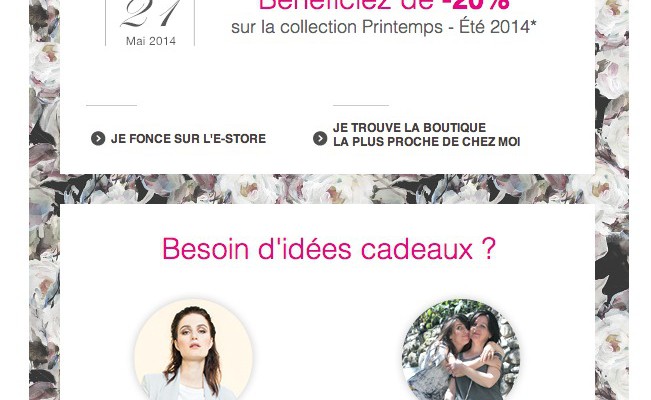 21
Mai 2014
Bénéficiez de -20%
sur la collection Printemps - Été 2014*
JE FONCE SUR L'E-STORE
JE TROUVE LA BOUTIQUE
LA PLUS PROCHE DE CHEZ MOI
Besoin d'idées cadeaux ?